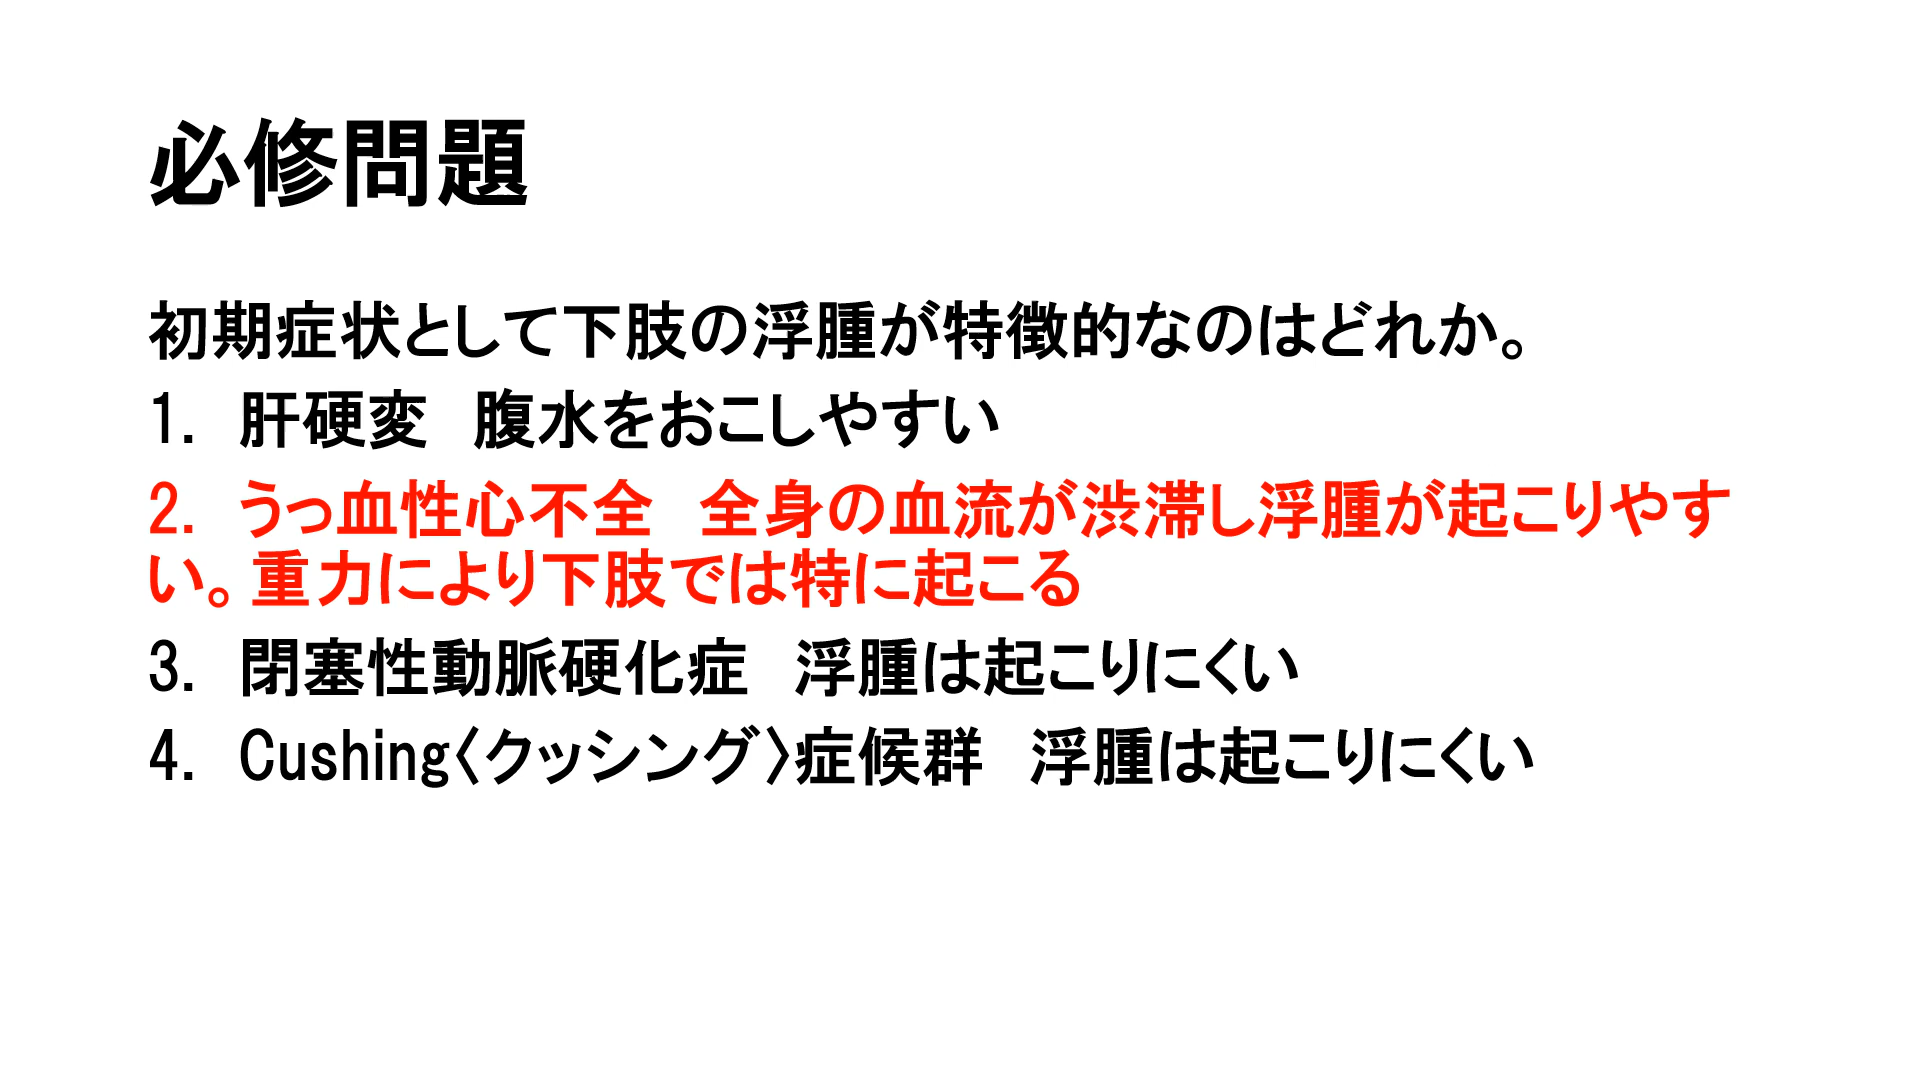 必修問題
初期症状として下肢の浮腫が特徴的なのはどれか。
1. 肝硬変　腹水をおこしやすい
2. うっ血性心不全　全身の血流が渋滞し浮腫が起こりやす
い。重力により下肢では特に起こる
3. 閉塞性動脈硬化症　浮腫は起こりにくい
4. Cushing〈クッシング〉症候群　浮腫は起こりにくい